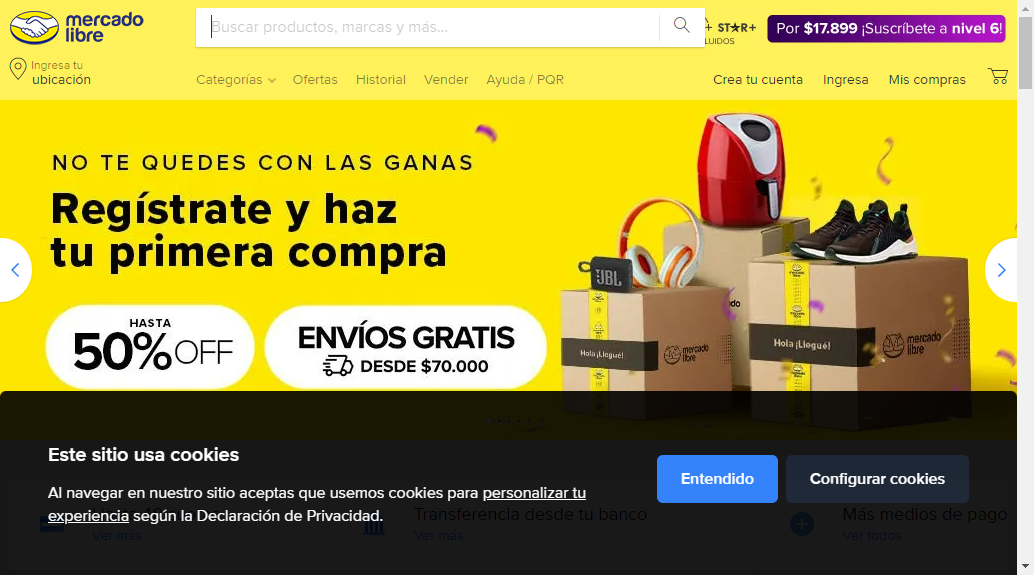 mercado
libre
Buscar productos, marcas y más...
ST★R+
LUIDOS
Por $17.899 ¡Suscríbete a nivel 6!
Ingresa tu
ubicación
Categorías
Ofertas
Historial
Vender
Ayuda / PQR
Crea tu cuenta
Ingresa
Mis compras
NO TE QUEDES CON LAS GANAS
Regístrate y haz
tu primera compra
HASTA
50% OFF
ENVÍOS GRATIS
DESDE $70.000
JBL
Hola ¡Llegué!
mercado
libre
Hola ¡Llegué!
mercado
libre
Este sitio usa cookies
Al navegar en nuestro sitio aceptas que usemos cookies para personalizar tu
experiencia según la Declaración de Privacidad.
Entendido
Configurar cookies
Transferencia desde tu banco
Más medios de pago
Ver más
Ver más
Ver todos